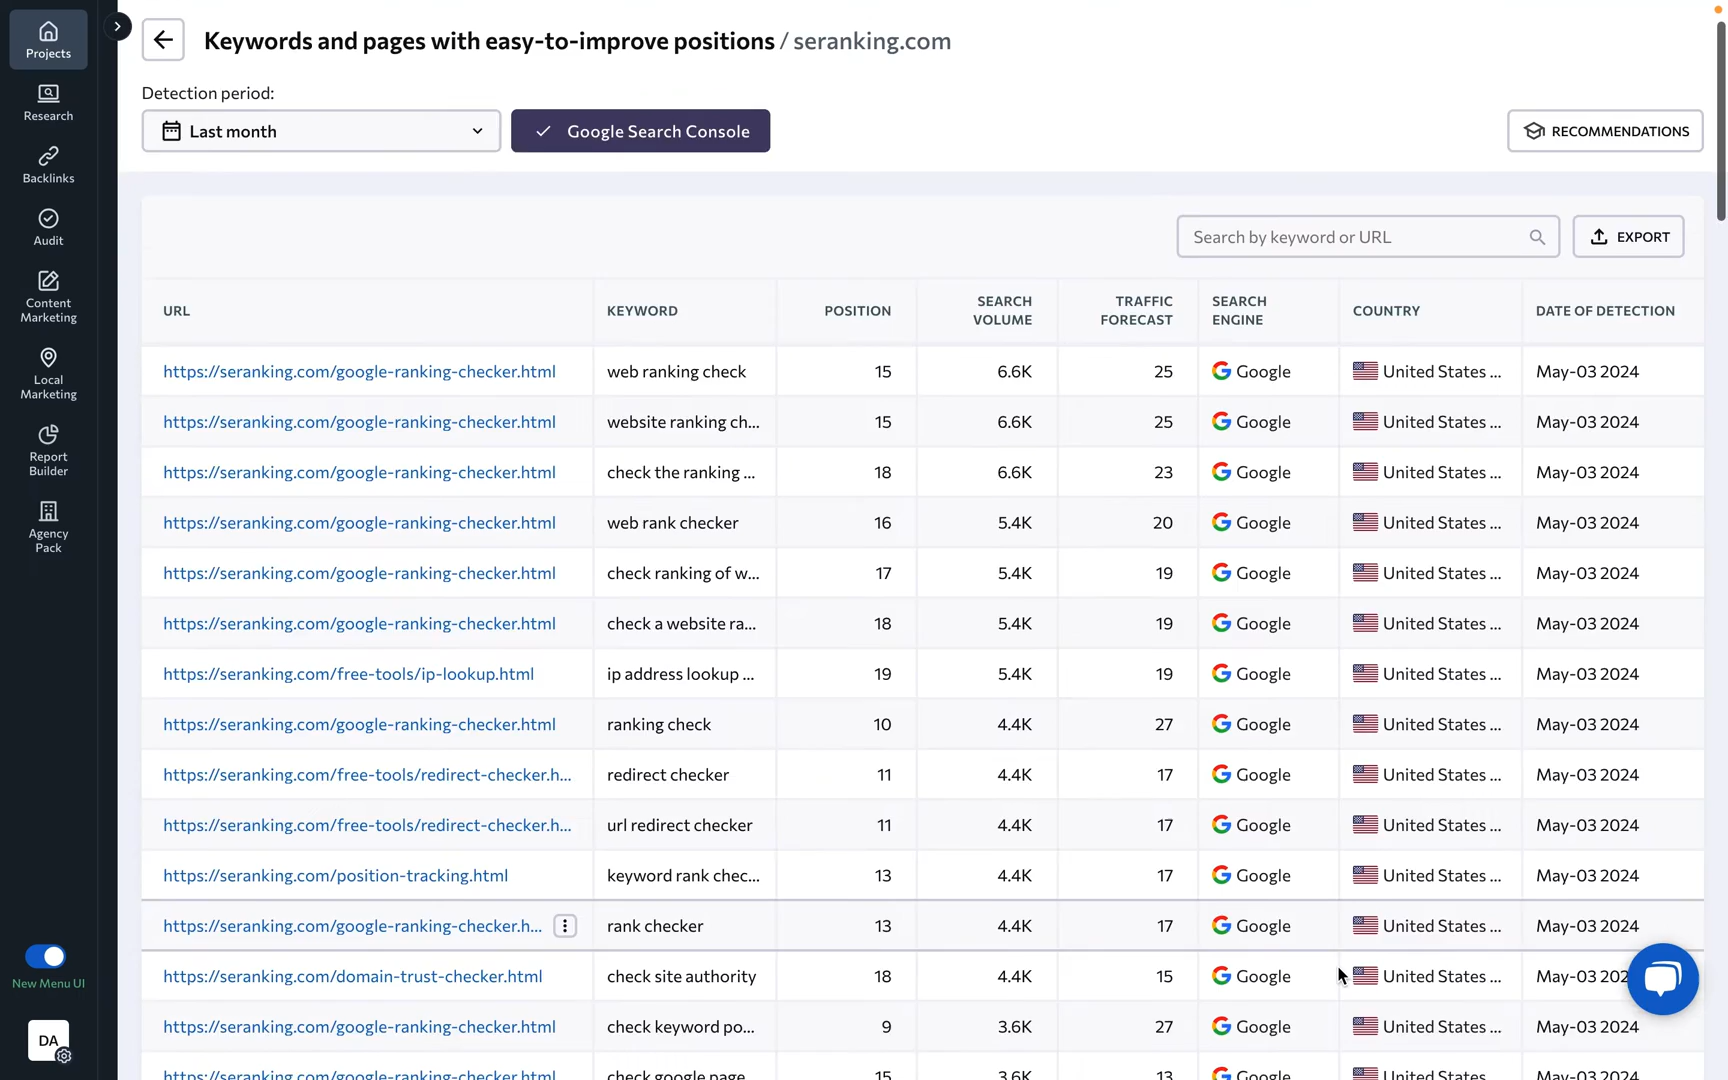 Projects
Research
Backlinks
Audit
Content
Marketing
Local
Marketing
Report
Builder
Agency
Pack
New Menu UI
DA
Keywords and pages with easy-to-improve positions / seranking.com
Detection period:
Last month
Google Search Console
RECOMMENDATIONS
Search by keyword or URL
EXPORT
URL KEYWORD POSITION SEARCH VOLUME TRAFFIC FORECAST SEARCH ENGINE COUNTRY DATE OF DETECTION
https://seranking.com/google-ranking-checker.html web ranking check 15 6.6K 25 Google United States ... May-03 2024
https://seranking.com/google-ranking-checker.html website ranking ch... 15 6.6K 25 Google United States ... May-03 2024
https://seranking.com/google-ranking-checker.html check the ranking ... 18 6.6K 23 Google United States ... May-03 2024
https://seranking.com/google-ranking-checker.html web rank checker 16 5.4K 20 Google United States ... May-03 2024
https://seranking.com/google-ranking-checker.html check ranking of w... 17 5.4K 19 Google United States ... May-03 2024
https://seranking.com/google-ranking-checker.html check a website ra... 18 5.4K 19 Google United States ... May-03 2024
https://seranking.com/free-tools/ip-lookup.html ip address lookup ... 19 5.4K 19 Google United States ... May-03 2024
https://seranking.com/google-ranking-checker.html ranking check 10 4.4K 27 Google United States ... May-03 2024
https://seranking.com/free-tools/redirect-checker.h... redirect checker 11 4.4K 17 Google United States ... May-03 2024
https://seranking.com/free-tools/redirect-checker.h... url redirect checker 11 4.4K 17 Google United States ... May-03 2024
https://seranking.com/position-tracking.html keyword rank chec... 13 4.4K 17 Google United States ... May-03 2024
https://seranking.com/google-ranking-checker.h... rank checker 13 4.4K 17 Google United States ... May-03 2024
https://seranking.com/domain-trust-checker.html check site authority 18 4.4K 15 Google United States ... May-03 202
https://seranking.com/google-ranking-checker.html check keyword po... 9 3.6K 27 Google United States ... May-03 2024
https://seranking.com/google-ranking-checker.html check google page 15 3.6K 13 Google United States ... May-03 2024